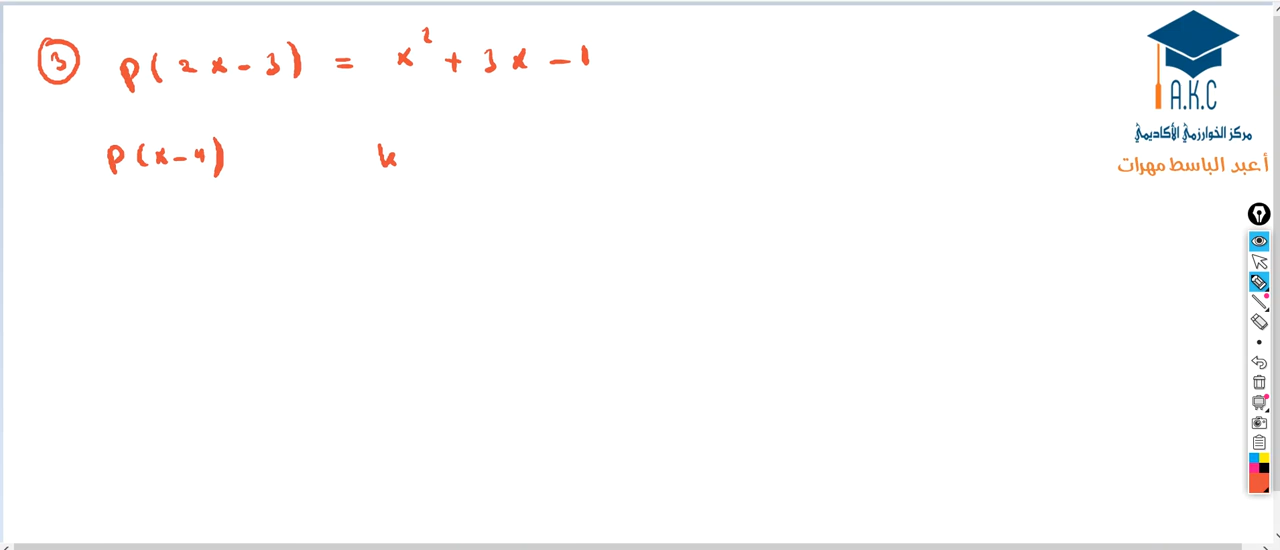 3 P(2x-3) = x² + 3x - 1
P(x-4) k
A.K.C
مركز الخوارزمي الأكاديمي
أ عبد الباسط مهرات